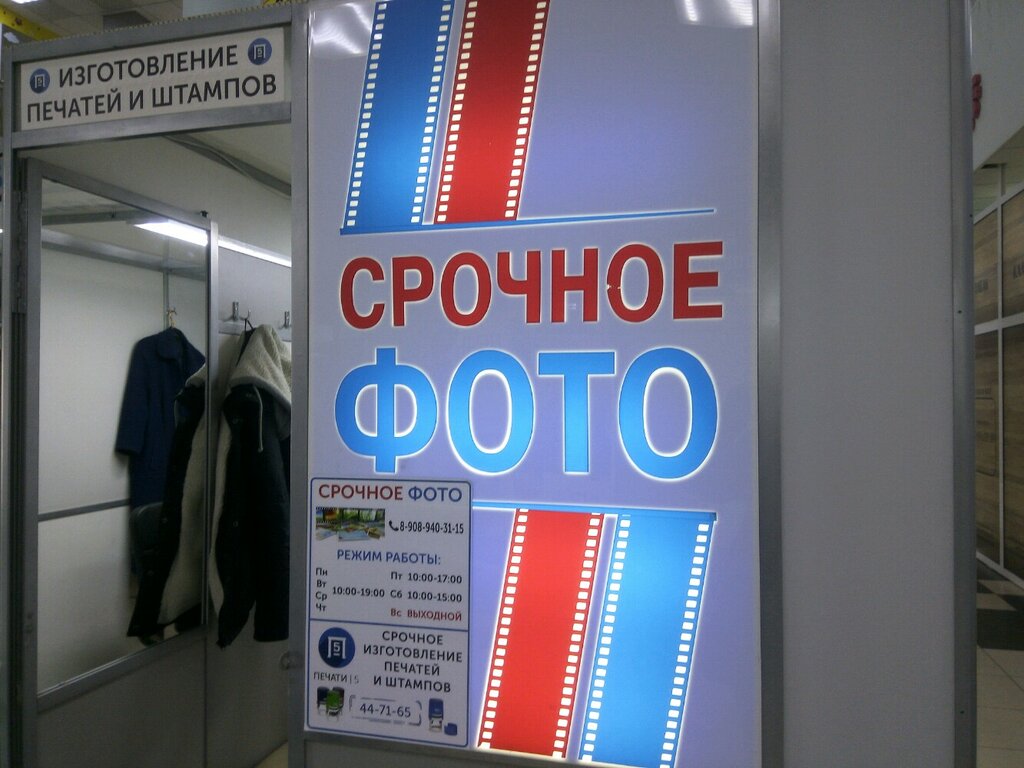 ИЗГОТОВЛЕНИЕ
ПЕЧАТЕЙ И ШТАМПОВ
СРОЧНОЕ
ФОТО
СРОЧНОЕ ФОТО
8-908-940-31-15
РЕЖИМ РАБОТЫ:
Пн
Вт
Ср
Чт
10:00-19:00
Пт 10:00-17:00
Сб 10:00-15:00
Вс ВЫХОДНОЙ
5
ПЕЧАТИ | 5
СРОЧНОЕ
ИЗГОТОВЛЕНИЕ
ПЕЧАТЕЙ
И ШТАМПОВ
44-71-65